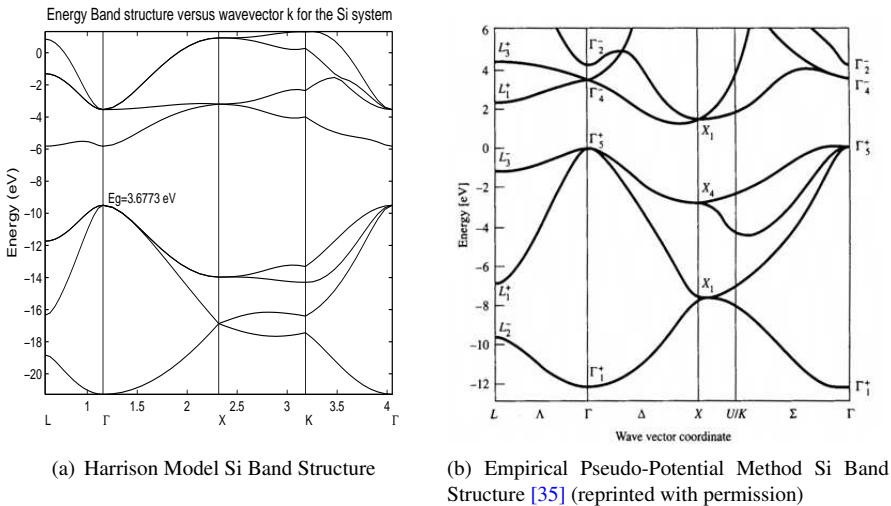 Energy Band structure versus wavevector k for the Si system
Energy (eV)
0
−2
−4
−6
−8
−10
−12
−14
−16
−18
−20
Eg=3.6773 eV
1
1.5
2
2.5
3
3.5
4
L
Γ
X
K
Γ
(a) Harrison Model Si Band Structure
Energy [eV]
6
4
2
0
−2
−4
−6
−8
−10
−12
L₃⁺
L₁⁺
L₃⁻
L₁⁺
L₂⁻
Γ₂⁻
Γ₄⁻
Γ₅⁺
Γ₁⁺
X₁
X₄
X₁
Γ₂⁻
Γ₄⁻
Γ₅⁺
Γ₁⁺
L Λ Γ Δ X U/K Σ Γ
Wave vector coordinate
(b) Empirical Pseudo-Potential Method Si Band
Structure [35] (reprinted with permission)